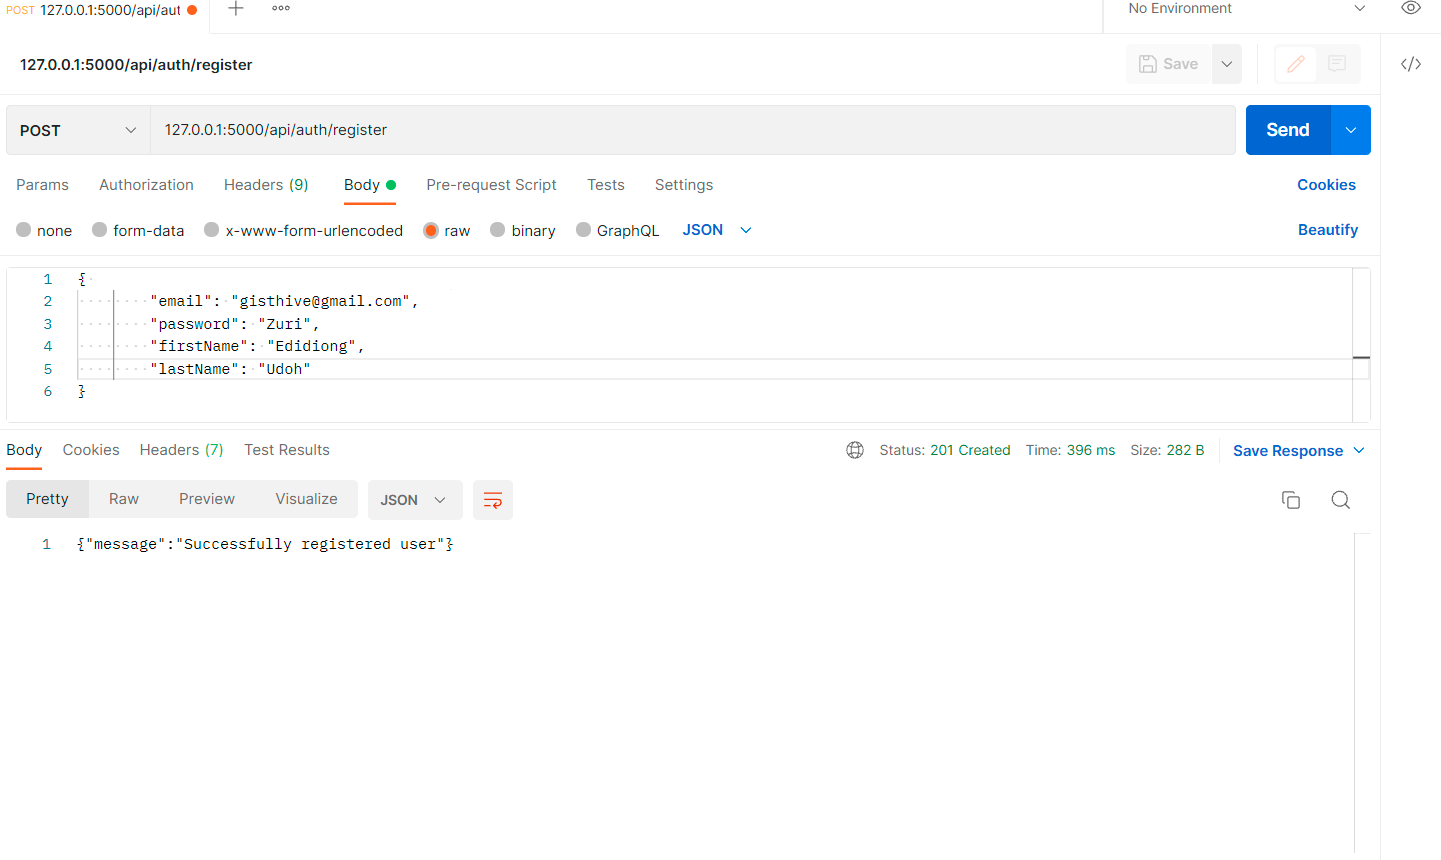 POST 127.0.0.1:5000/api/aut
No Environment
127.0.0.1:5000/api/auth/register
Save
POST 127.0.0.1:5000/api/auth/register Send
Params Authorization Headers (9) Body Pre-request Script Tests Settings Cookies
none form-data x-www-form-urlencoded raw binary GraphQL JSON Beautify
1 {
2 "email": "gisthive@gmail.com",
3 "password": "Zuri",
4 "firstName": "Edidiong",
5 "lastName": "Udoh"
6 }
Body Cookies Headers (7) Test Results Status: 201 Created Time: 396 ms Size: 282 B Save Response
Pretty Raw Preview Visualize JSON
1 {"message":"Successfully registered user"}